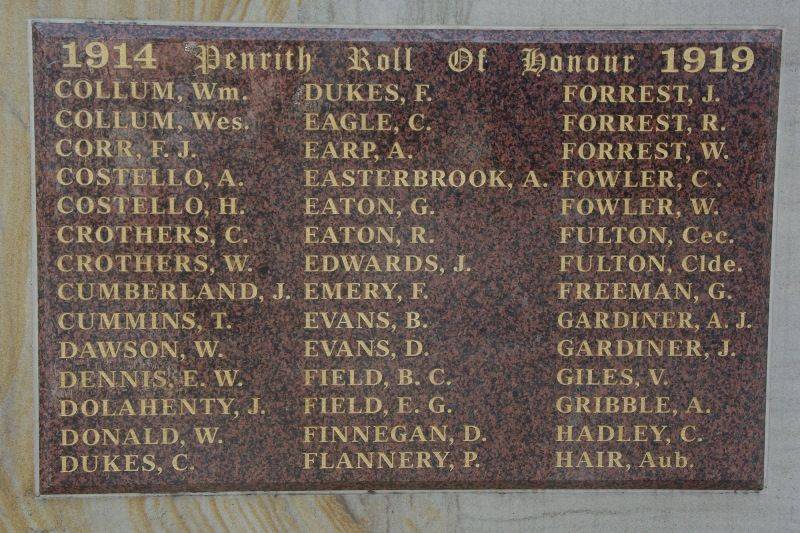 1914 Penrith Roll Of Honour 1919
COLLUM, Wm.
COLLUM, Wes.
CORR, F. J.
COSTELLO, A.
COSTELLO, H.
CROTHERS, C.
CROTHERS, W.
CUMBERLAND, J.
CUMMINS, T.
DAWSON, W.
DENNIS, E. W.
DOLAHENTY, J.
DONALD, W.
DUKES, C.
DUKES, F.
EAGLE, C.
EARP, A.
EASTERBROOK, A.
EATON, G.
EATON, R.
EDWARDS, J.
EMERY, F.
EVANS, B.
EVANS, D.
FIELD, B. C.
FIELD, E. G.
FINNEGAN, D.
FLANNERY, P.
FORREST, J.
FORREST, R.
FORREST, W.
FOWLER, C.
FOWLER, W.
FULTON, Cec.
FULTON, Clde.
FREEMAN, G.
GARDINER, A. J.
GARDINER, J.
GILES, V.
GRIBBLE, A.
HADLEY, C.
HAIR, Aub.